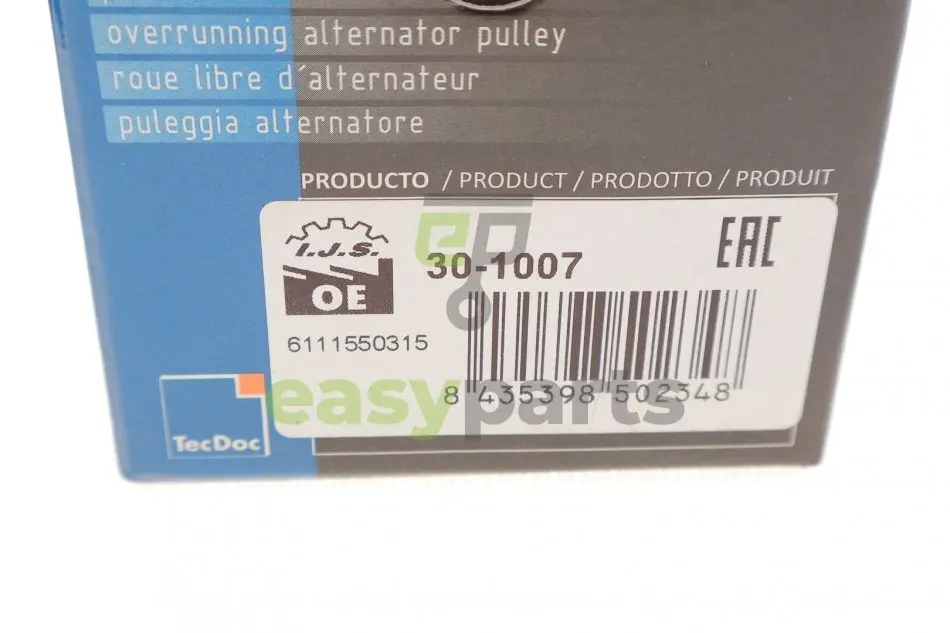 overrunning alternator pulley
roue libre d´alternateur
puleggia alternatore
PRODUCTO / PRODUCT / PRODOTTO / PRODUIT
I.J.S.
OE
30-1007
EAC
6111550315
8 435398 502348
easyparts
TecDoc